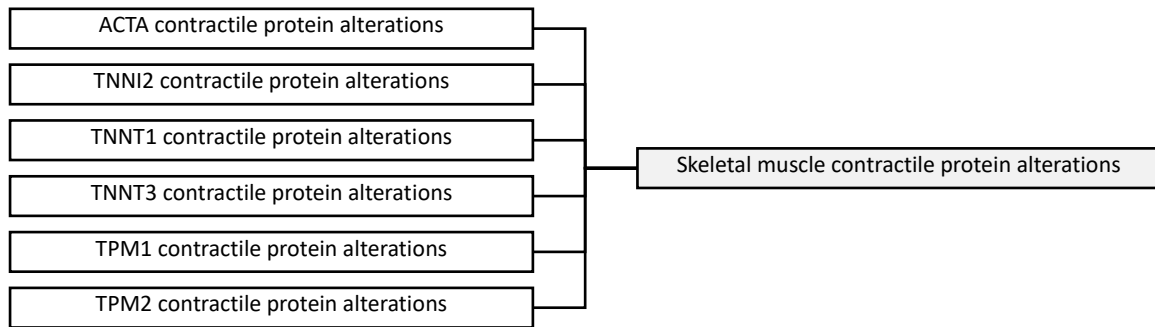 ACTA contractile protein alterations
TNNI2 contractile protein alterations
TNNT1 contractile protein alterations
TNNT3 contractile protein alterations
TPM1 contractile protein alterations
TPM2 contractile protein alterations
Skeletal muscle contractile protein alterations